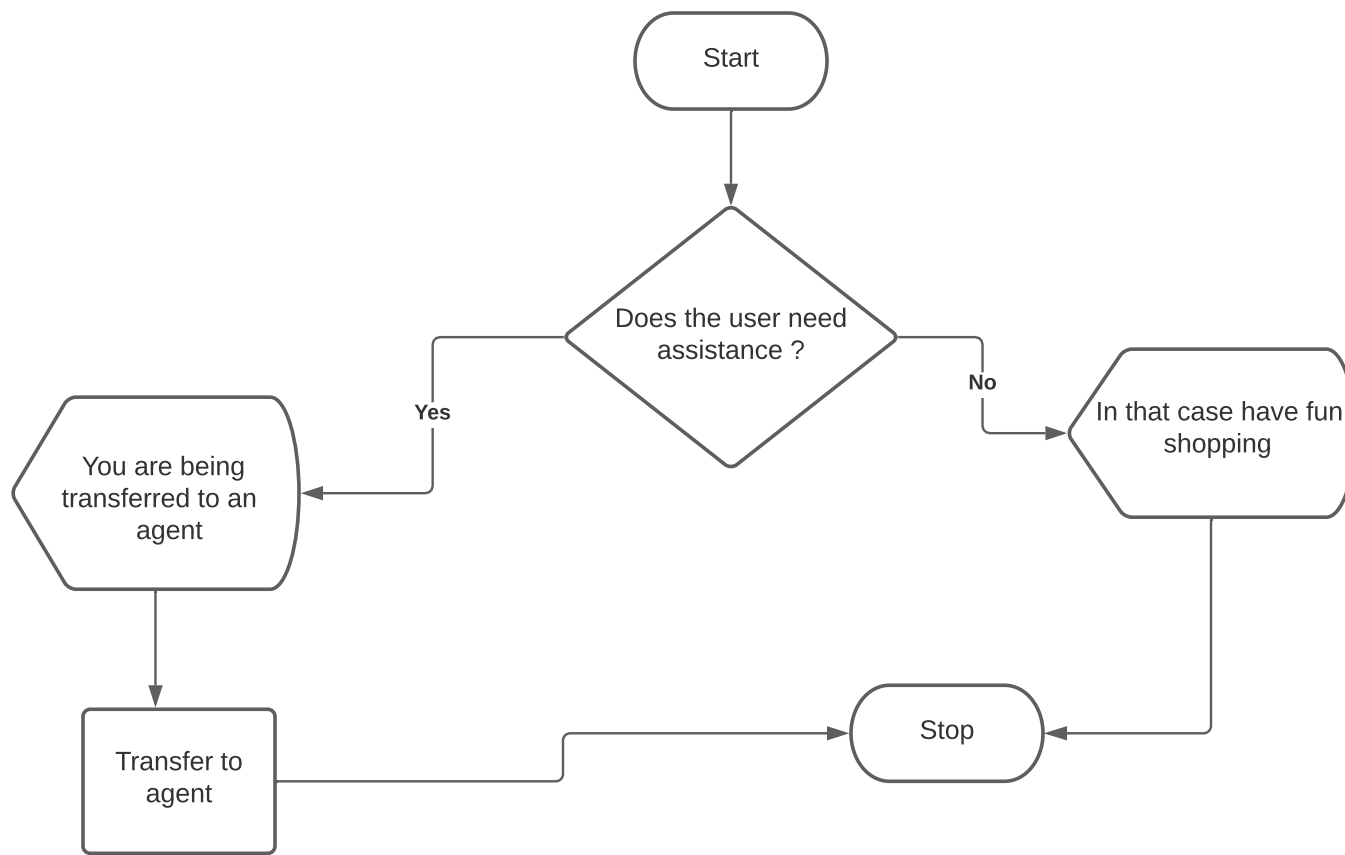 Start
Does the user need
assistance ?
Yes
No
In that case have fun
shopping
You are being
transferred to an
agent
Transfer to
agent
Stop